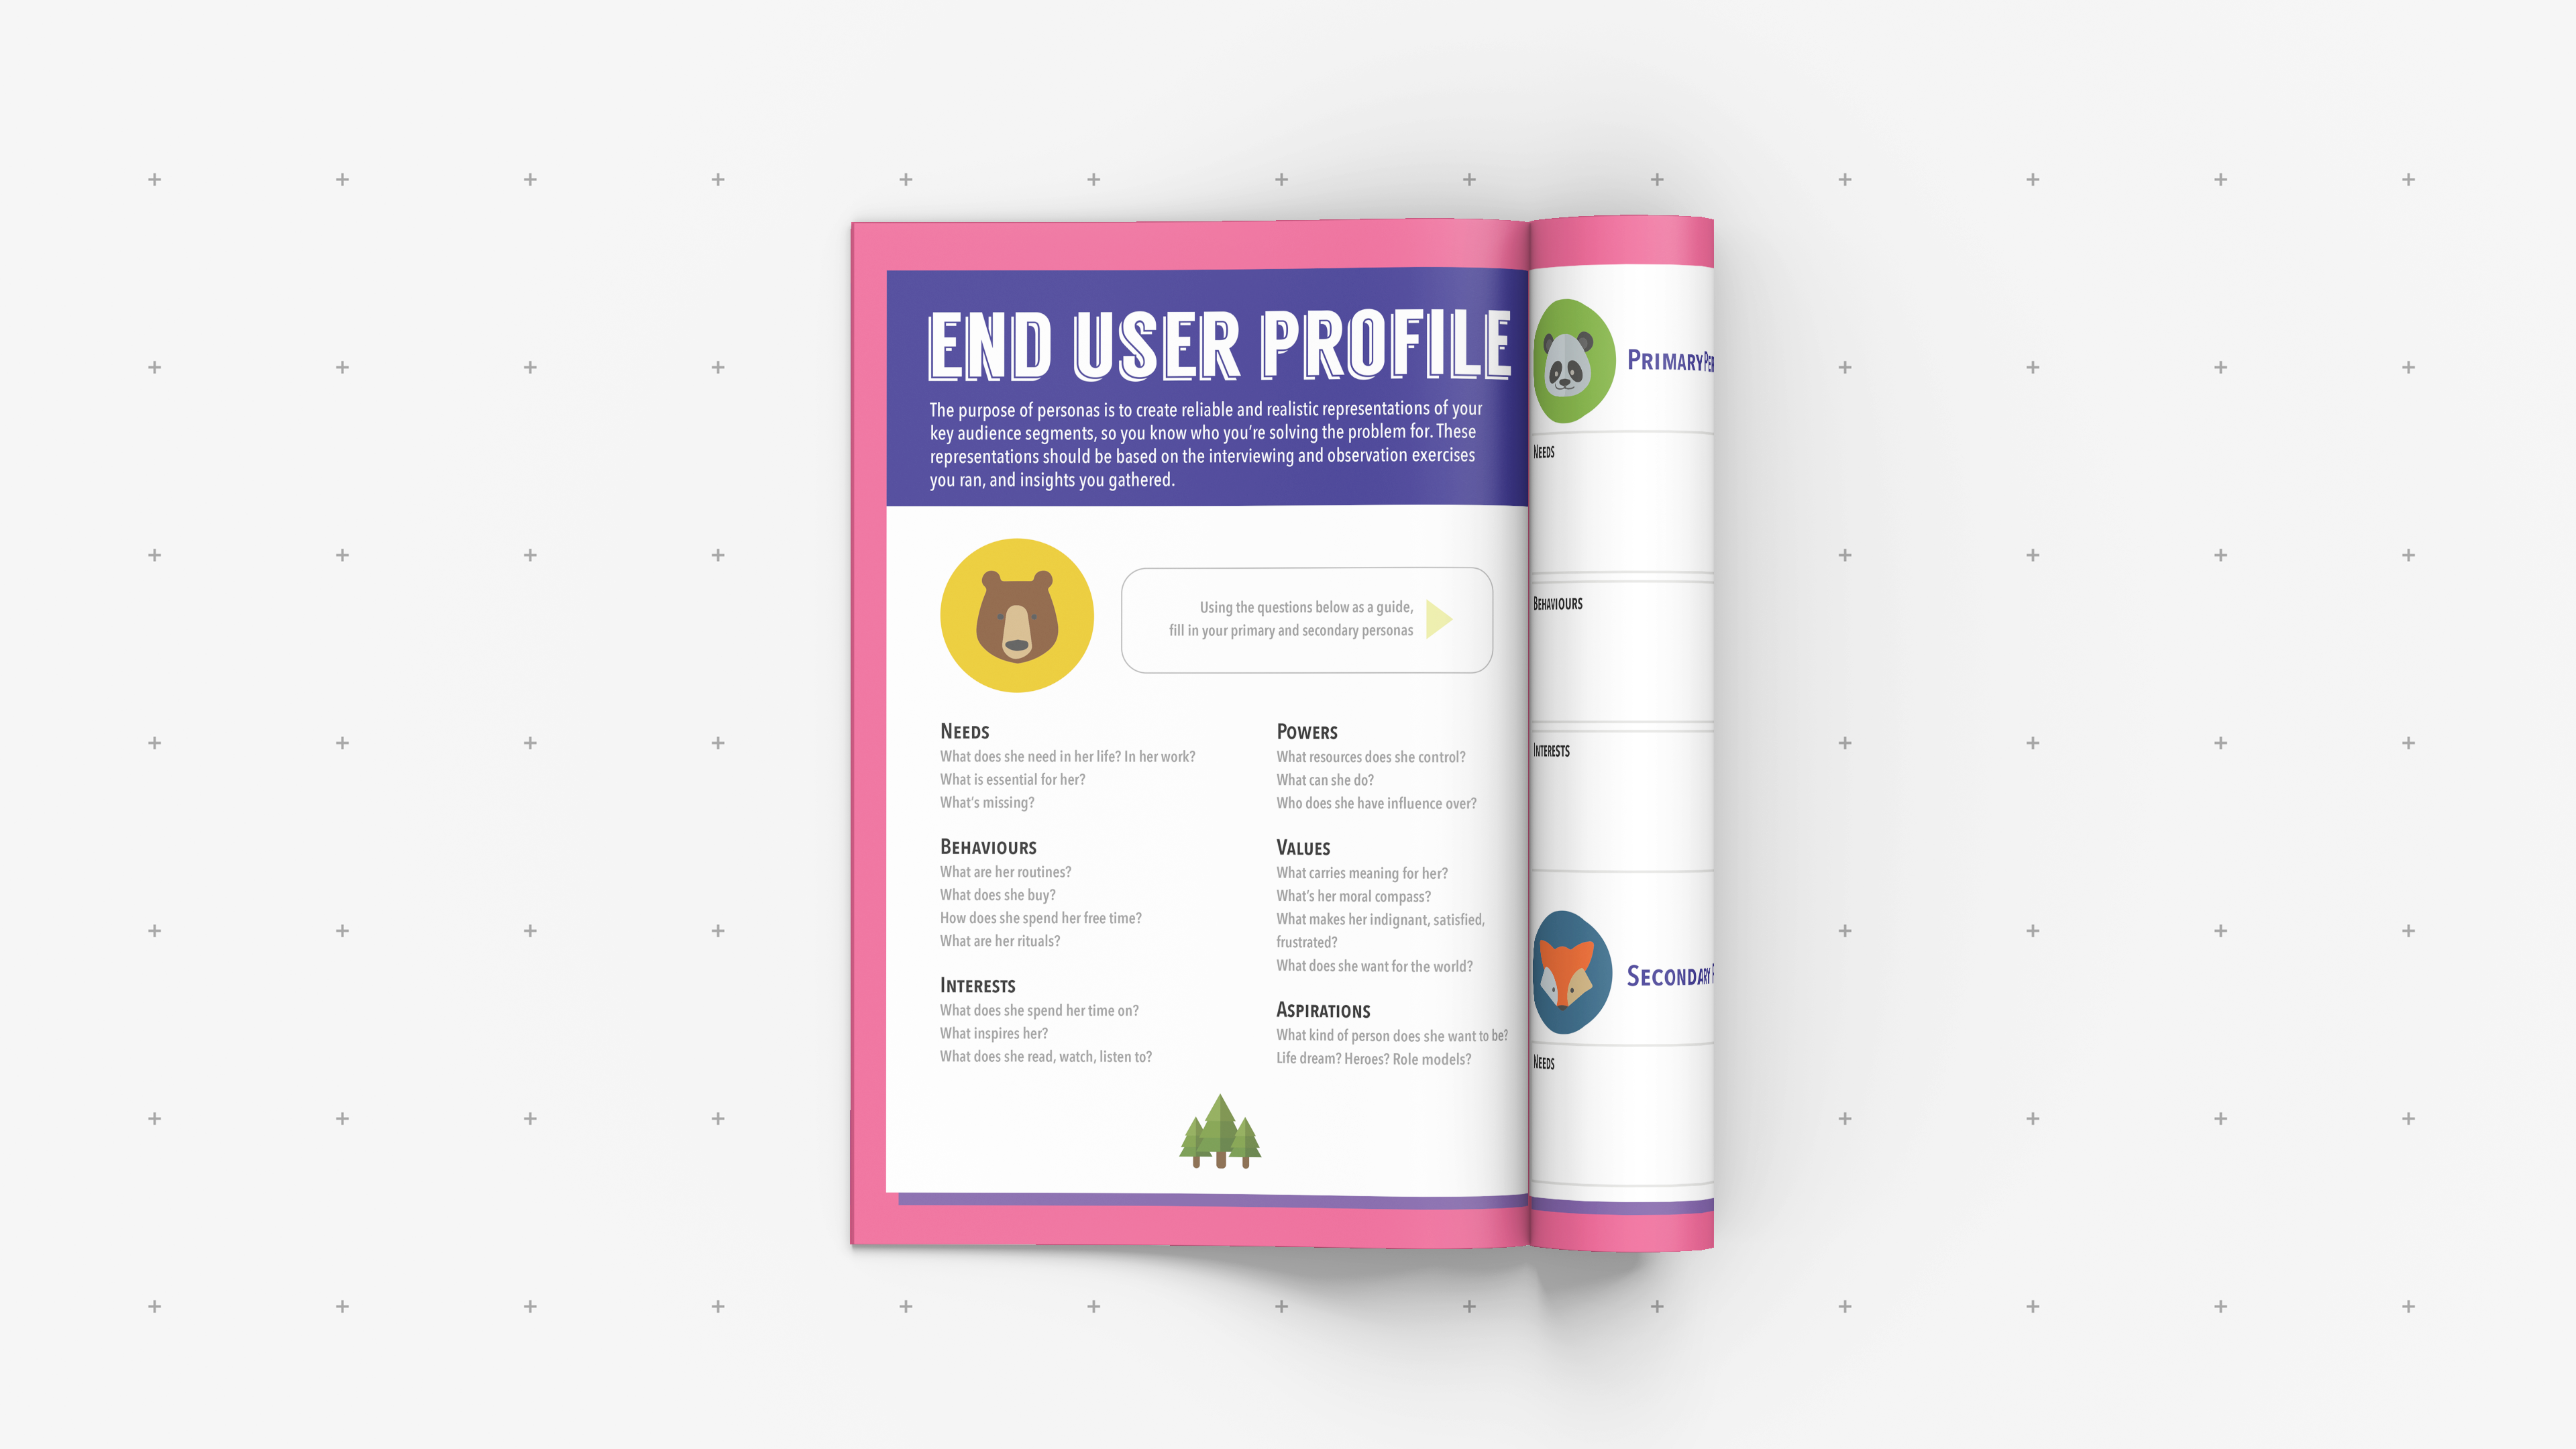 END USER PROFILE
The purpose of personas is to create reliable and realistic representations of your
key audience segments, so you know who you're solving the problem for. These
representations should be based on the interviewing and observation exercises
you ran, and insights you gathered.
Using the questions below as a guide,
fill in your primary and secondary personas
NEEDS
What does she need in her life? In her work?
What is essential for her?
What's missing?
BEHAVIOURS
What are her routines?
What does she buy?
How does she spend her free time?
What are her rituals?
INTERESTS
What does she spend her time on?
What inspires her?
What does she read, watch, listen to?
POWERS
What resources does she control?
What can she do?
Who does she have influence over?
VALUES
What carries meaning for her?
What's her moral compass?
What makes her indignant, satisfied,
frustrated?
What does she want for the world?
ASPIRATIONS
What kind of person does she want to be?
Life dream? Heroes? Role models?
PRIMARY
NEEDS
BEHAVIOURS
INTERESTS
SECONDARY
NEEDS